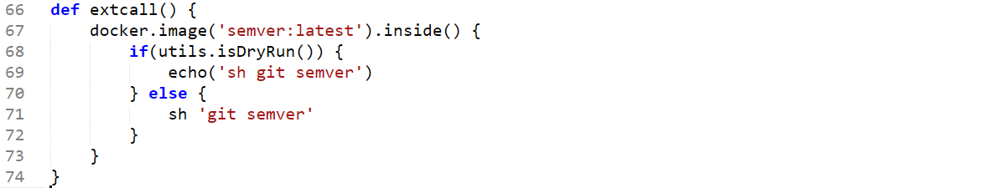 66 def extcall() {
67     docker.image('semver:latest').inside() {
68         if(utils.isDryRun()) {
69             echo('sh git semver')
70         } else {
71             sh 'git semver'
72         }
73     }
74 }